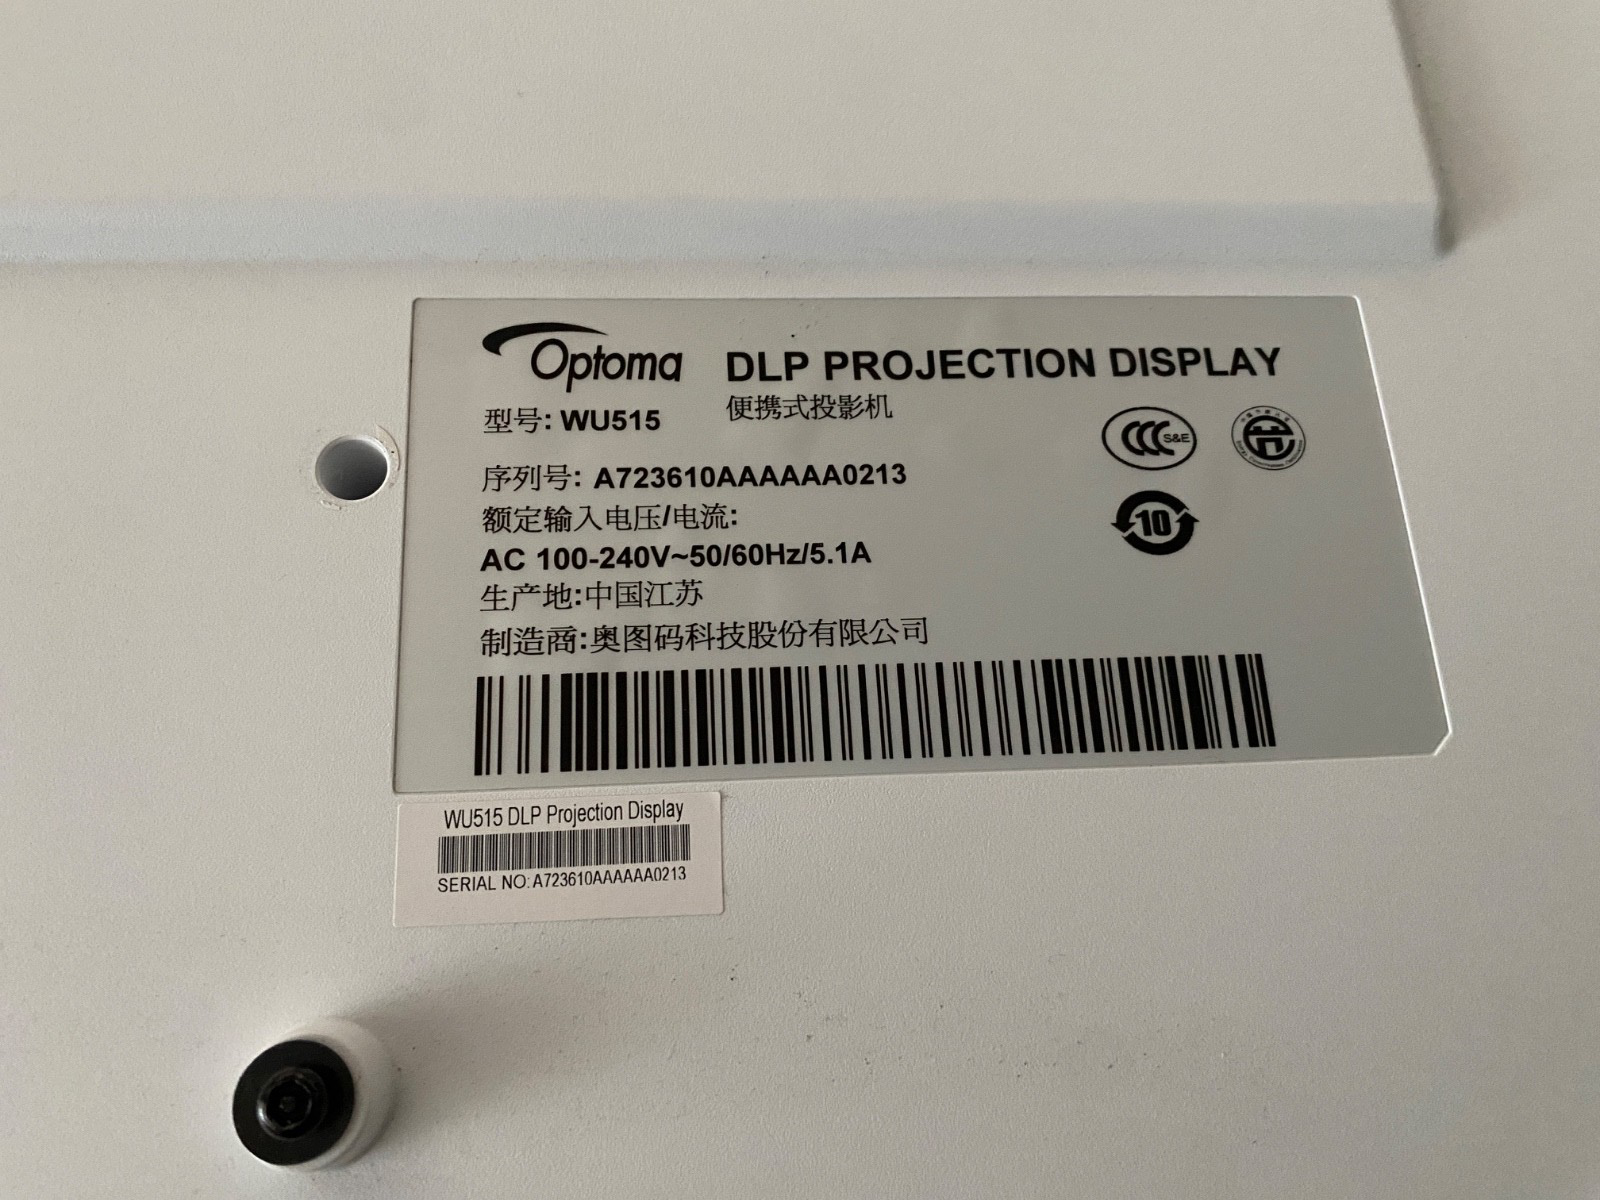 Optoma DLP PROJECTION DISPLAY
便携式投影机
型号: WU515
序列号: A723610AAAAAA0213
额定输入电压/电流:
AC 100-240V~50/60Hz/5.1A
生产地:中国江苏
制造商:奥图码科技股份有限公司
CCC S&E
10
WU515 DLP Projection Display
SERIAL NO: A723610AAAAAA0213